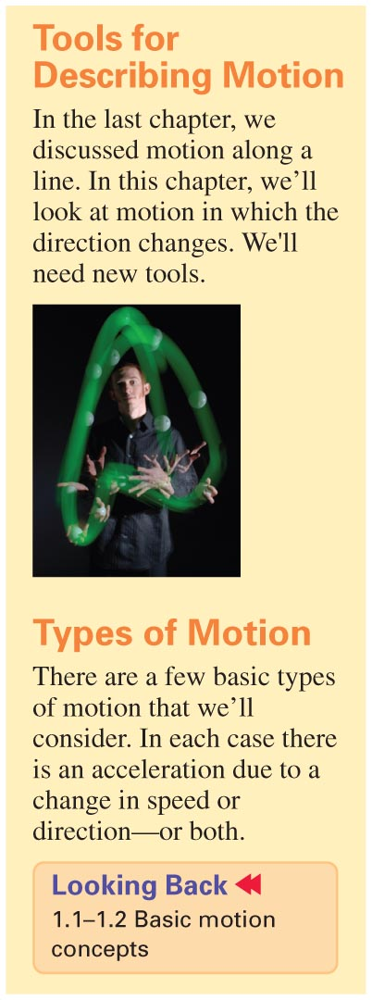 Tools for
Describing Motion
In the last chapter, we
discussed motion along a
line. In this chapter, we’ll
look at motion in which the
direction changes. We'll
need new tools.
Types of Motion
There are a few basic types
of motion that we’ll
consider. In each case there
is an acceleration due to a
change in speed or
direction—or both.
Looking Back
1.1–1.2 Basic motion
concepts